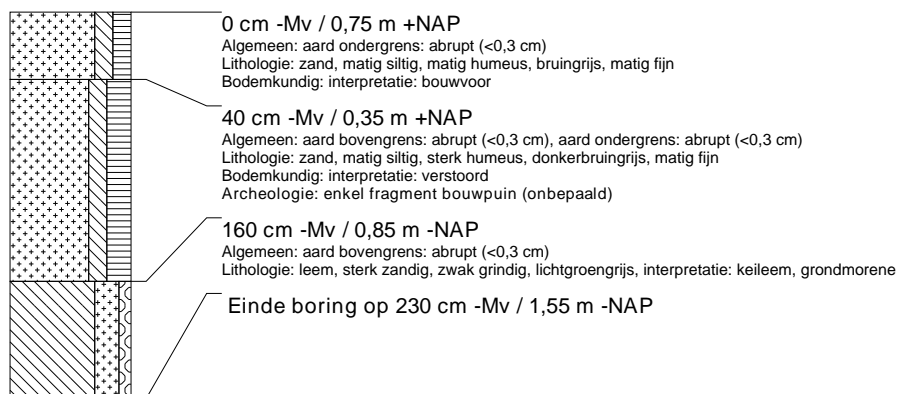 0 cm -Mv / 0,75 m +NAP
Algemeen: aard ondergrens: abrupt (<0,3 cm)
Lithologie: zand, matig siltig, matig humeus, bruingrijs, matig fijn
Bodemkundig: interpretatie: bouwvoor
40 cm -Mv / 0,35 m +NAP
Algemeen: aard bovengrens: abrupt (<0,3 cm), aard ondergrens: abrupt (<0,3 cm)
Lithologie: zand, matig siltig, sterk humeus, donkerbruingrijs, matig fijn
Bodemkundig: interpretatie: verstoord
Archeologie: enkel fragment bouwpuin (onbepaald)
160 cm -Mv / 0,85 m -NAP
Algemeen: aard bovengrens: abrupt (<0,3 cm)
Lithologie: leem, sterk zandig, zwak grindig, lichtgroengrijs, interpretatie: keileem, grondmorene
Einde boring op 230 cm -Mv / 1,55 m -NAP